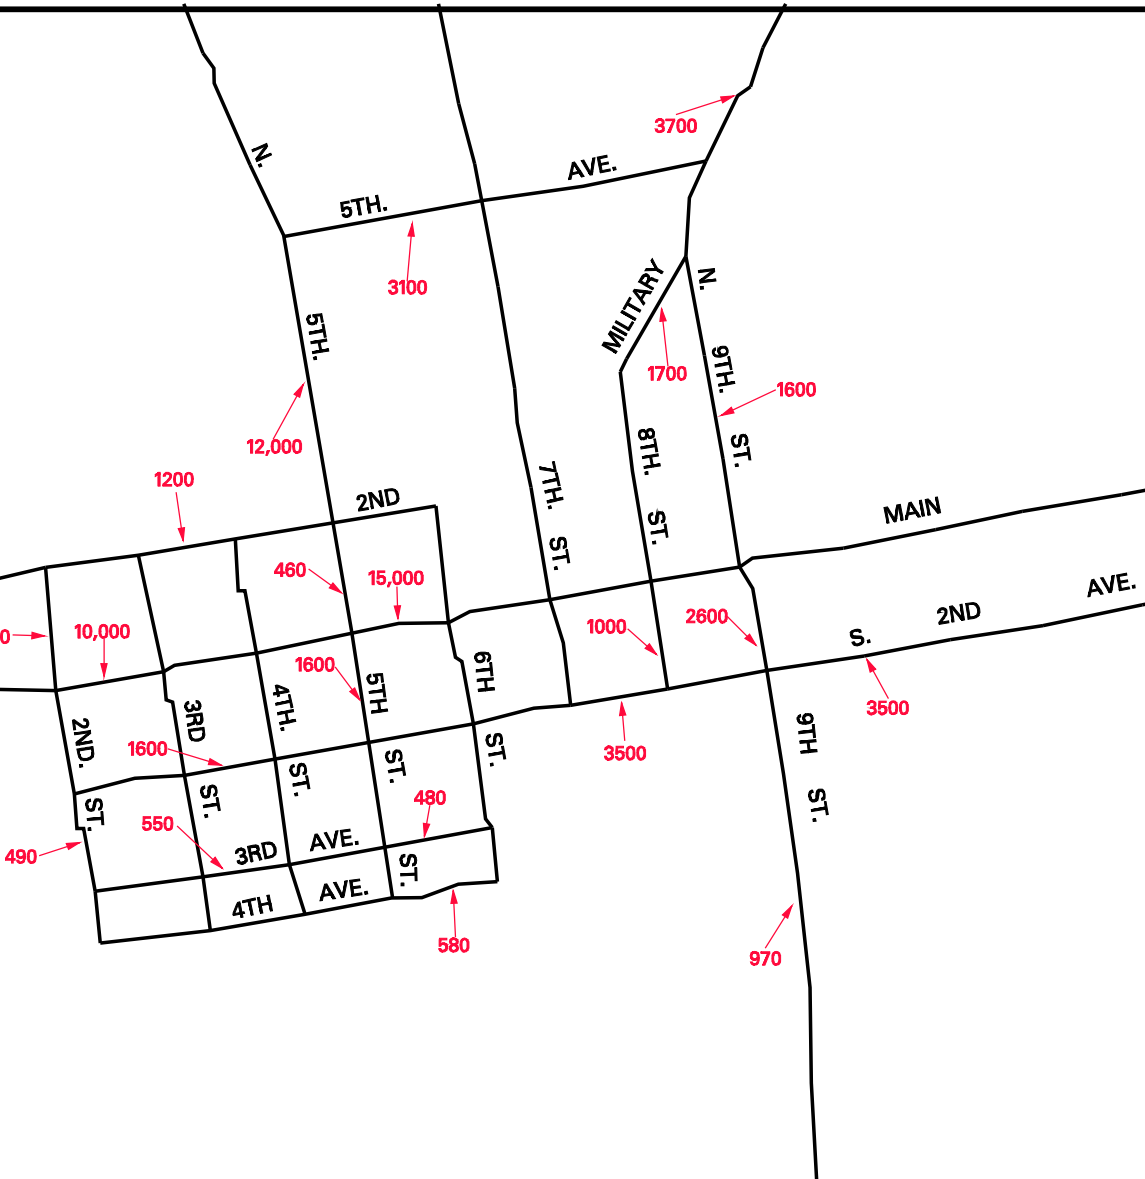 3700
N.
AVE.
5TH.
3100
N.
MILITARY
5TH.
9TH.
1700
1600
12,000
8TH.
ST.
1200
7TH.
2ND
MAIN
ST.
ST.
460
15,000
AVE.
2600
2ND
1000
0
10,000
S.
1600
6TH
5TH
4TH.
3500
3RD
2ND.
9TH
1600
ST.
3500
ST.
ST.
480
ST.
ST.
ST.
550
AVE.
490
3RD
ST.
AVE.
4TH
580
970